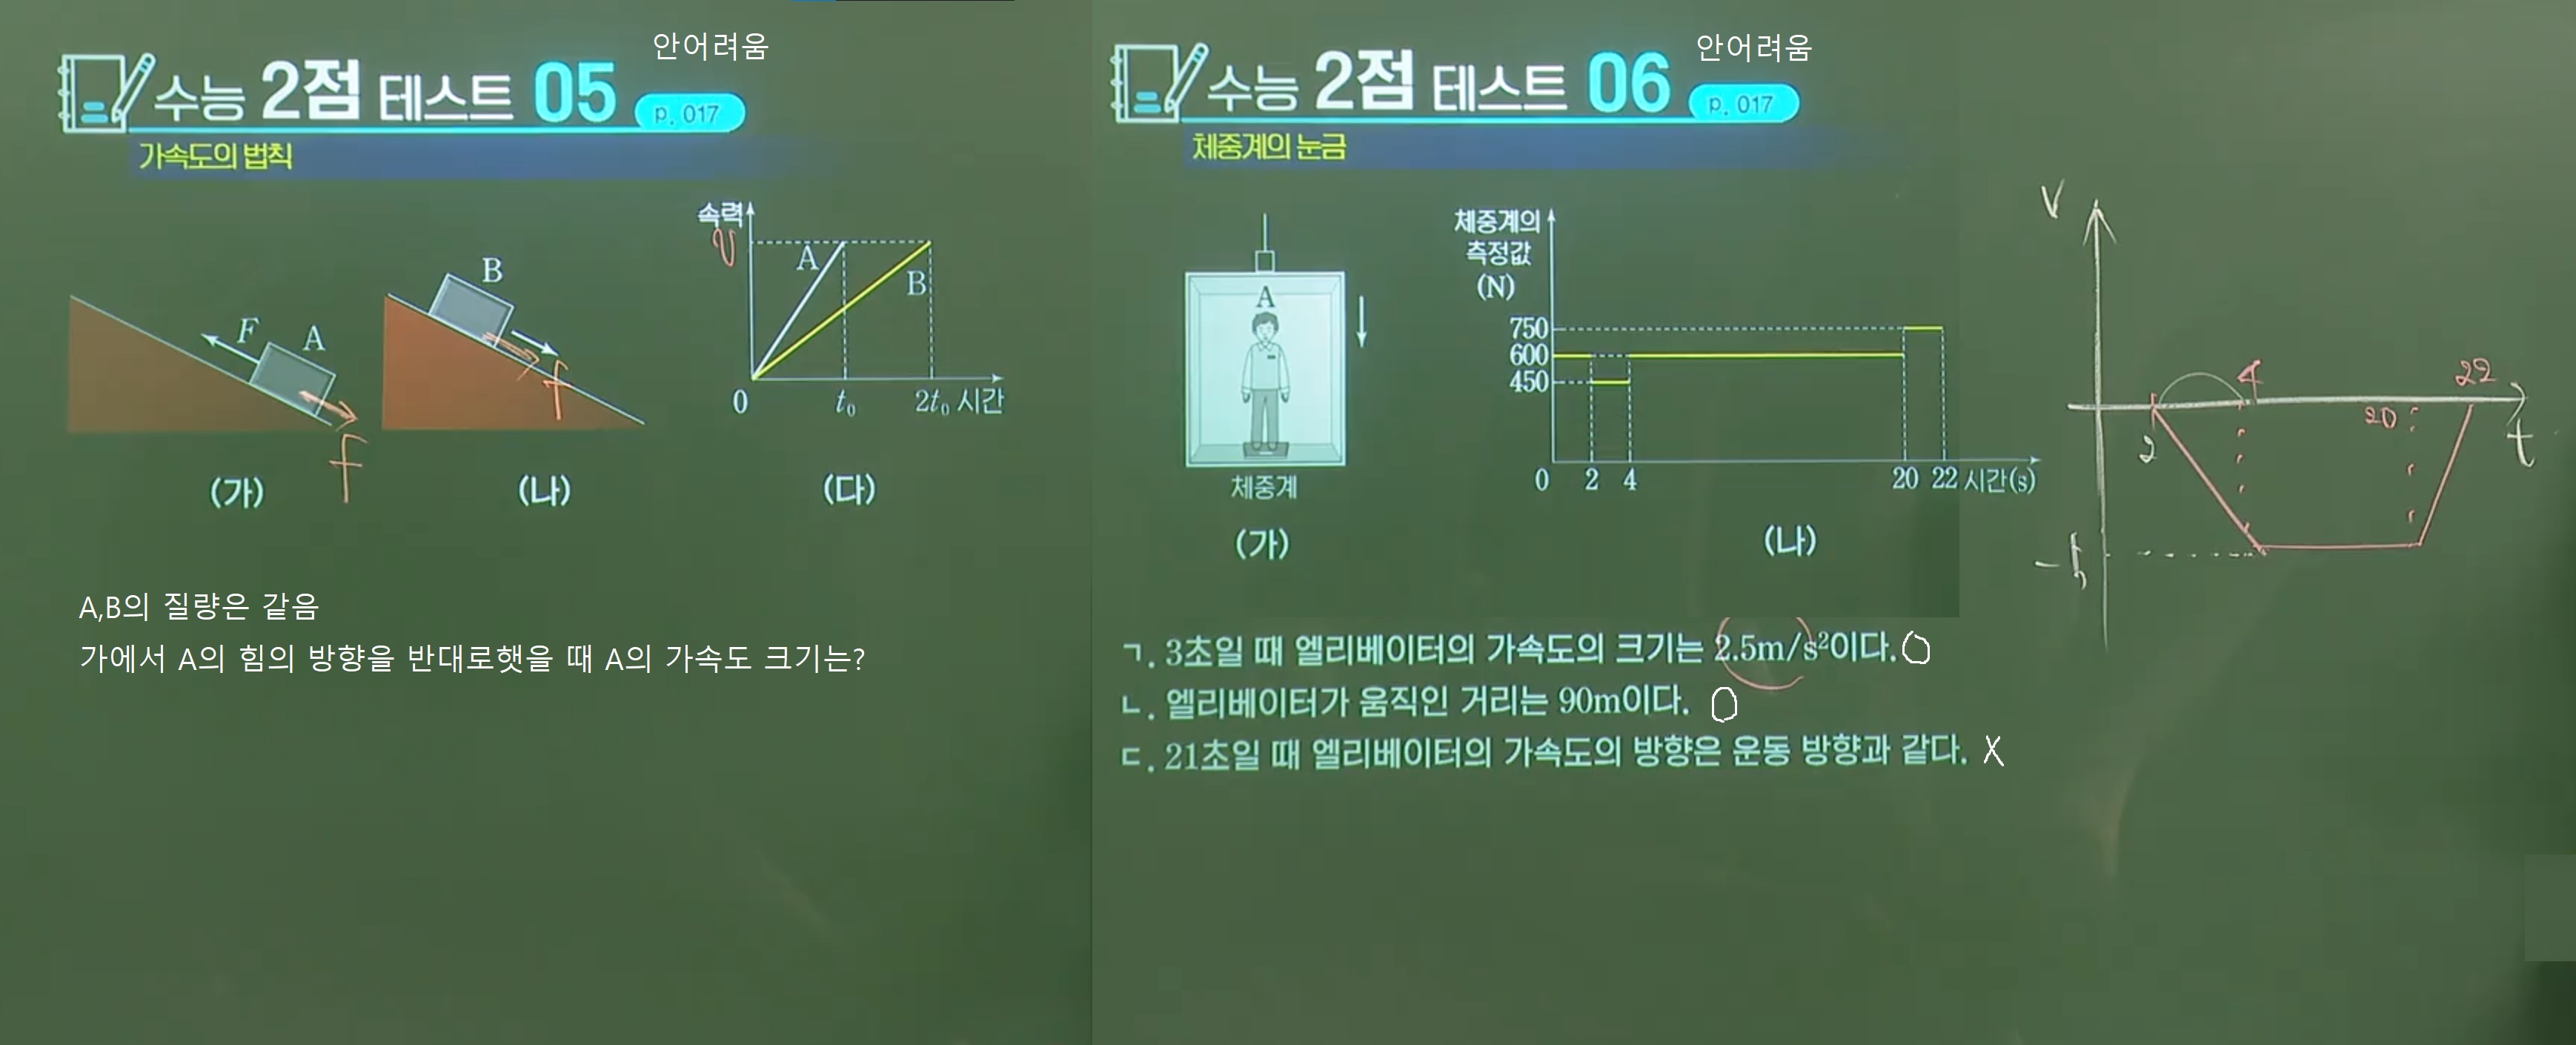 안어려움
수능 2점 테스트 05 p. 017
가속도의 법칙
속력
v
A
B
F A
B
f
f
0 t₀ 2t₀ 시간
(가) (나) (다)
A,B의 질량은 같음
가에서 A의 힘의 방향을 반대로햇을 때 A의 가속도 크기는?
안어려움
수능 2점 테스트 06 p. 017
체중계의 눈금
A
체중계
(가)
체중계의
측정값
(N)
750
600
450
0 2 4 20 22 시간(s)
(나)
V
2 4 20 22 t
-5
ㄱ. 3초일 때 엘리베이터의 가속도의 크기는 2.5m/s²이다. O
ㄴ. 엘리베이터가 움직인 거리는 90m이다. O
ㄷ. 21초일 때 엘리베이터의 가속도의 방향은 운동 방향과 같다. X